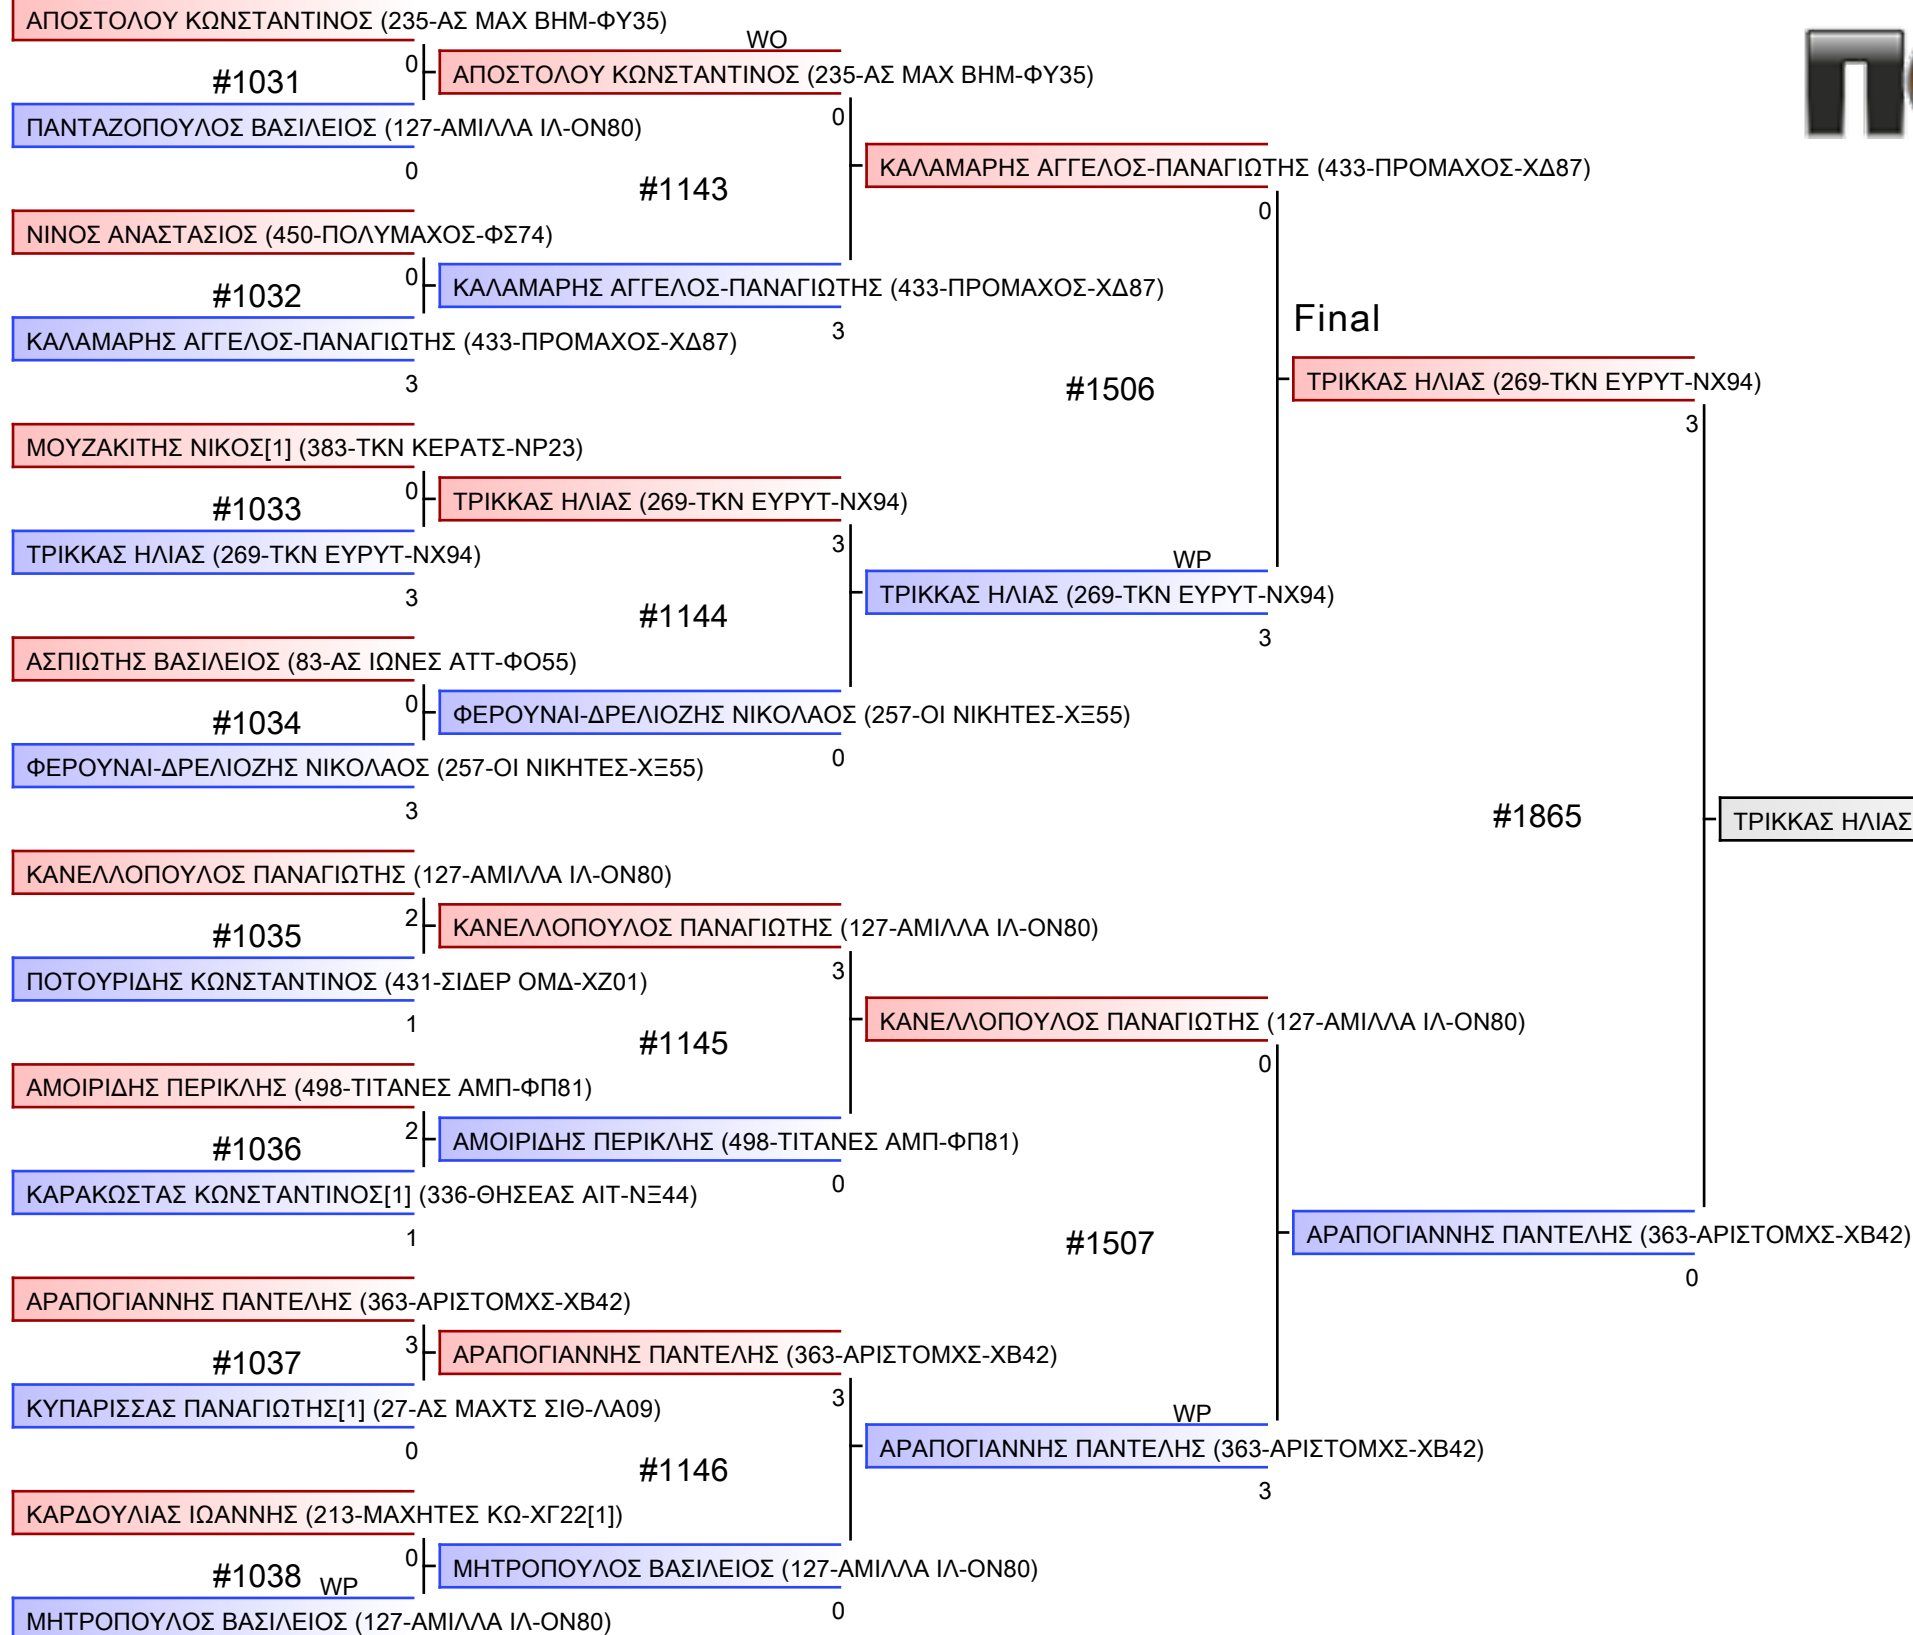 ΑΠΟΣΤΟΛΟΥ ΚΩΝΣΤΑΝΤΙΝΟΣ (235-ΑΣ ΜΑΧ ΒΗΜ-ΦΥ35)
0
#1031
ΠΑΝΤΑΖΟΠΟΥΛΟΣ ΒΑΣΙΛΕΙΟΣ (127-ΑΜΙΛΛΑ ΙΛ-ΟΝ80)
0
ΝΙΝΟΣ ΑΝΑΣΤΑΣΙΟΣ (450-ΠΟΛΥΜΑΧΟΣ-ΦΣ74)
0
#1032
ΚΑΛΑΜΑΡΗΣ ΑΓΓΕΛΟΣ-ΠΑΝΑΓΙΩΤΗΣ (433-ΠΡΟΜΑΧΟΣ-ΧΔ87)
3
ΜΟΥΖΑΚΙΤΗΣ ΝΙΚΟΣ[1] (383-ΤΚΝ ΚΕΡΑΤΣ-ΝΡ23)
0
#1033
ΤΡΙΚΚΑΣ ΗΛΙΑΣ (269-ΤΚΝ ΕΥΡΥΤ-ΝΧ94)
3
ΑΣΠΙΩΤΗΣ ΒΑΣΙΛΕΙΟΣ (83-ΑΣ ΙΩΝΕΣ ΑΤΤ-ΦΟ55)
0
#1034
ΦΕΡΟΥΝΑΙ-ΔΡΕΛΙΟΖΗΣ ΝΙΚΟΛΑΟΣ (257-ΟΙ ΝΙΚΗΤΕΣ-ΧΞ55)
3
ΚΑΝΕΛΛΟΠΟΥΛΟΣ ΠΑΝΑΓΙΩΤΗΣ (127-ΑΜΙΛΛΑ ΙΛ-ΟΝ80)
2
#1035
ΠΟΤΟΥΡΙΔΗΣ ΚΩΝΣΤΑΝΤΙΝΟΣ (431-ΣΙΔΕΡ ΟΜΔ-ΧΖ01)
1
ΑΜΟΙΡΙΔΗΣ ΠΕΡΙΚΛΗΣ (498-ΤΙΤΑΝΕΣ ΑΜΠ-ΦΠ81)
2
#1036
ΚΑΡΑΚΩΣΤΑΣ ΚΩΝΣΤΑΝΤΙΝΟΣ[1] (336-ΘΗΣΕΑΣ ΑΙΤ-ΝΞ44)
1
ΑΡΑΠΟΓΙΑΝΝΗΣ ΠΑΝΤΕΛΗΣ (363-ΑΡΙΣΤΟΜΧΣ-ΧΒ42)
3
#1037
ΚΥΠΑΡΙΣΣΑΣ ΠΑΝΑΓΙΩΤΗΣ[1] (27-ΑΣ ΜΑΧΤΣ ΣΙΘ-ΛΑ09)
0
ΚΑΡΔΟΥΛΙΑΣ ΙΩΑΝΝΗΣ (213-ΜΑΧΗΤΕΣ ΚΩ-ΧΓ22[1])
0
#1038 WP
ΜΗΤΡΟΠΟΥΛΟΣ ΒΑΣΙΛΕΙΟΣ (127-ΑΜΙΛΛΑ ΙΛ-ΟΝ80)
WO
ΑΠΟΣΤΟΛΟΥ ΚΩΝΣΤΑΝΤΙΝΟΣ (235-ΑΣ ΜΑΧ ΒΗΜ-ΦΥ35)
0
#1143
ΚΑΛΑΜΑΡΗΣ ΑΓΓΕΛΟΣ-ΠΑΝΑΓΙΩΤΗΣ (433-ΠΡΟΜΑΧΟΣ-ΧΔ87)
3
ΤΡΙΚΚΑΣ ΗΛΙΑΣ (269-ΤΚΝ ΕΥΡΥΤ-ΝΧ94)
3
#1144
ΦΕΡΟΥΝΑΙ-ΔΡΕΛΙΟΖΗΣ ΝΙΚΟΛΑΟΣ (257-ΟΙ ΝΙΚΗΤΕΣ-ΧΞ55)
0
ΚΑΝΕΛΛΟΠΟΥΛΟΣ ΠΑΝΑΓΙΩΤΗΣ (127-ΑΜΙΛΛΑ ΙΛ-ΟΝ80)
3
#1145
ΑΜΟΙΡΙΔΗΣ ΠΕΡΙΚΛΗΣ (498-ΤΙΤΑΝΕΣ ΑΜΠ-ΦΠ81)
0
ΑΡΑΠΟΓΙΑΝΝΗΣ ΠΑΝΤΕΛΗΣ (363-ΑΡΙΣΤΟΜΧΣ-ΧΒ42)
3
#1146
ΜΗΤΡΟΠΟΥΛΟΣ ΒΑΣΙΛΕΙΟΣ (127-ΑΜΙΛΛΑ ΙΛ-ΟΝ80)
0
ΚΑΛΑΜΑΡΗΣ ΑΓΓΕΛΟΣ-ΠΑΝΑΓΙΩΤΗΣ (433-ΠΡΟΜΑΧΟΣ-ΧΔ87)
0
#1506
WP
ΤΡΙΚΚΑΣ ΗΛΙΑΣ (269-ΤΚΝ ΕΥΡΥΤ-ΝΧ94)
3
ΚΑΝΕΛΛΟΠΟΥΛΟΣ ΠΑΝΑΓΙΩΤΗΣ (127-ΑΜΙΛΛΑ ΙΛ-ΟΝ80)
0
#1507
WP
ΑΡΑΠΟΓΙΑΝΝΗΣ ΠΑΝΤΕΛΗΣ (363-ΑΡΙΣΤΟΜΧΣ-ΧΒ42)
3
Final
ΤΡΙΚΚΑΣ ΗΛΙΑΣ (269-ΤΚΝ ΕΥΡΥΤ-ΝΧ94)
3
#1865
ΑΡΑΠΟΓΙΑΝΝΗΣ ΠΑΝΤΕΛΗΣ (363-ΑΡΙΣΤΟΜΧΣ-ΧΒ42)
0
ΤΡΙΚΚΑΣ ΗΛΙΑΣ